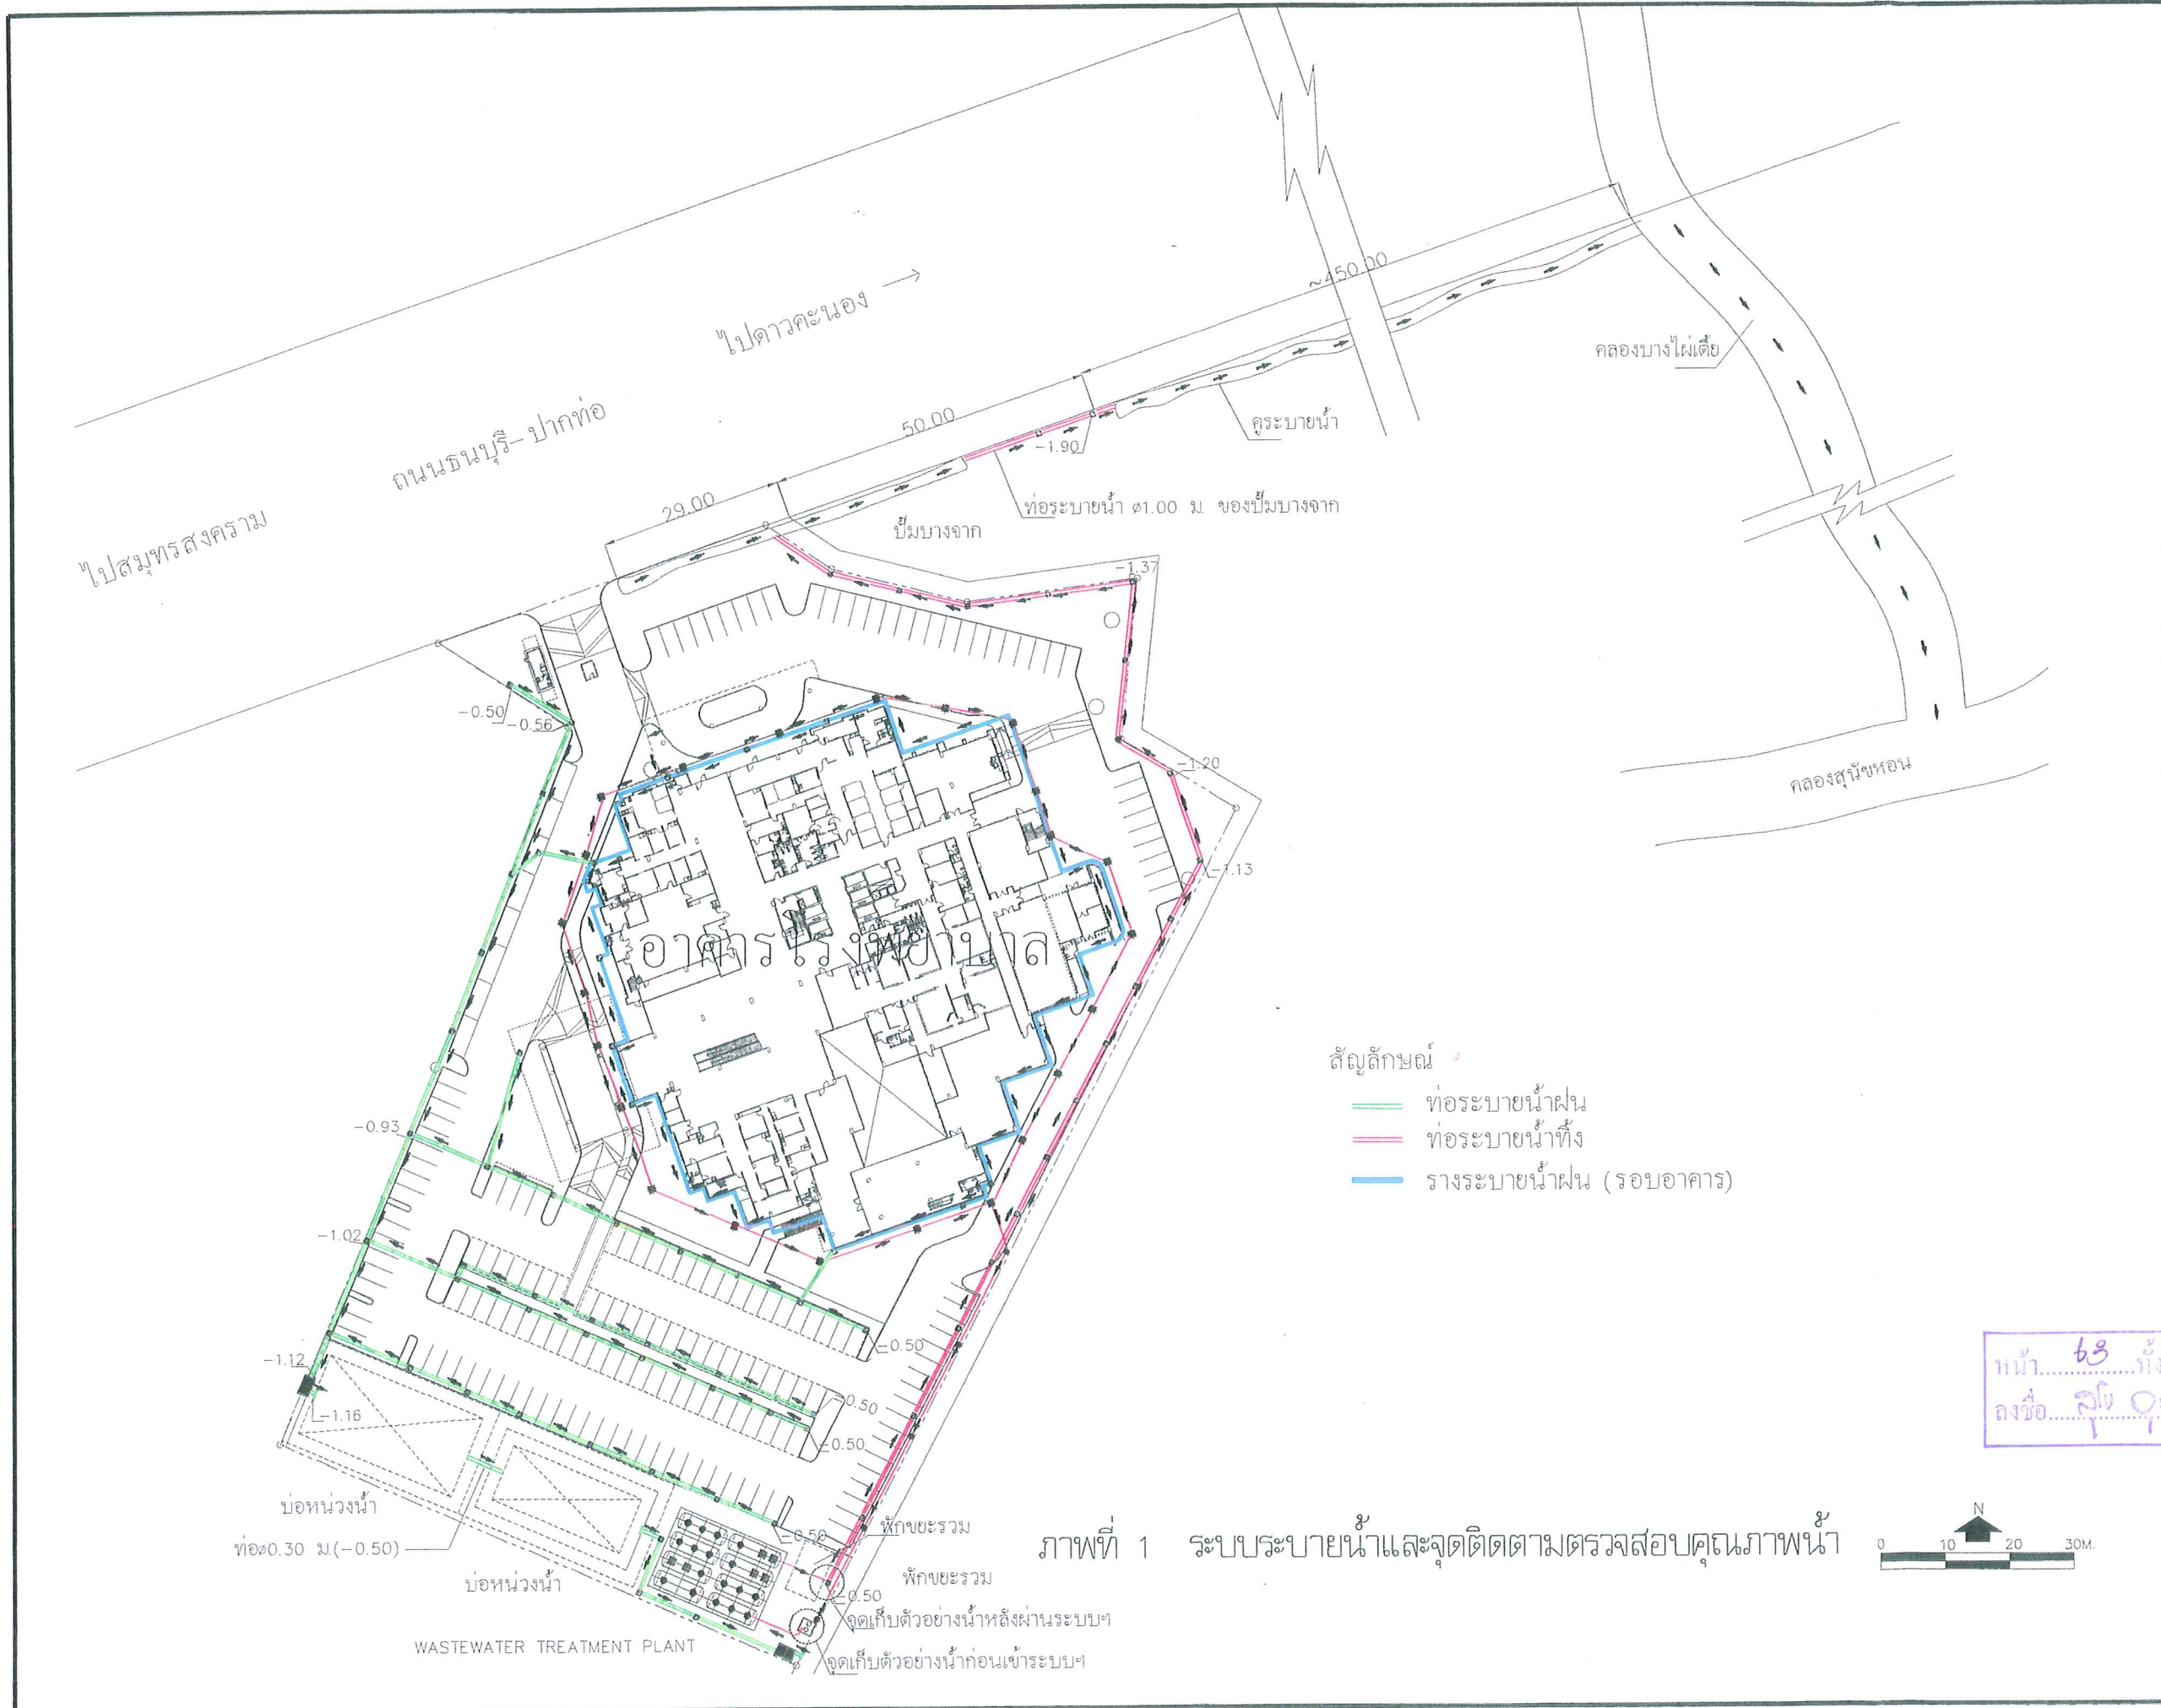 ~450.00
ไปดาวคะนอง
คลองบางไผ่เตี้ย
50.00
คูระบายน้ำ
ถนนธนบุรี-ปากท่อ
-1.90
29.00
ท่อระบายน้ำ ø1.00 ม. ของปั๊มบางจาก
ปั๊มบางจาก
ไปสมุทรสงคราม
-1.37
-0.50
-0.56
-1.20
คลองสุนัขหอน
-1.13
อาคารโรงพยาบาล
สัญลักษณ์
ท่อระบายน้ำฝน
ท่อระบายน้ำทิ้ง
รางระบายน้ำฝน (รอบอาคาร)
-0.93
-1.02
-0.50
-1.12
-1.16
-0.50
-0.50
หน้า 63 ทั้ง
ลงชื่อ
บ่อหน่วงน้ำ
ท่อø0.30 ม.(-0.50)
-0.50
พักขยะรวม
ภาพที่ 1 ระบบระบายน้ำและจุดติดตามตรวจสอบคุณภาพน้ำ
N
0 10 20 30M.
บ่อหน่วงน้ำ
พักขยะรวม
-0.50
จุดเก็บตัวอย่างน้ำหลังผ่านระบบฯ
WASTEWATER TREATMENT PLANT
จุดเก็บตัวอย่างน้ำก่อนเข้าระบบฯ